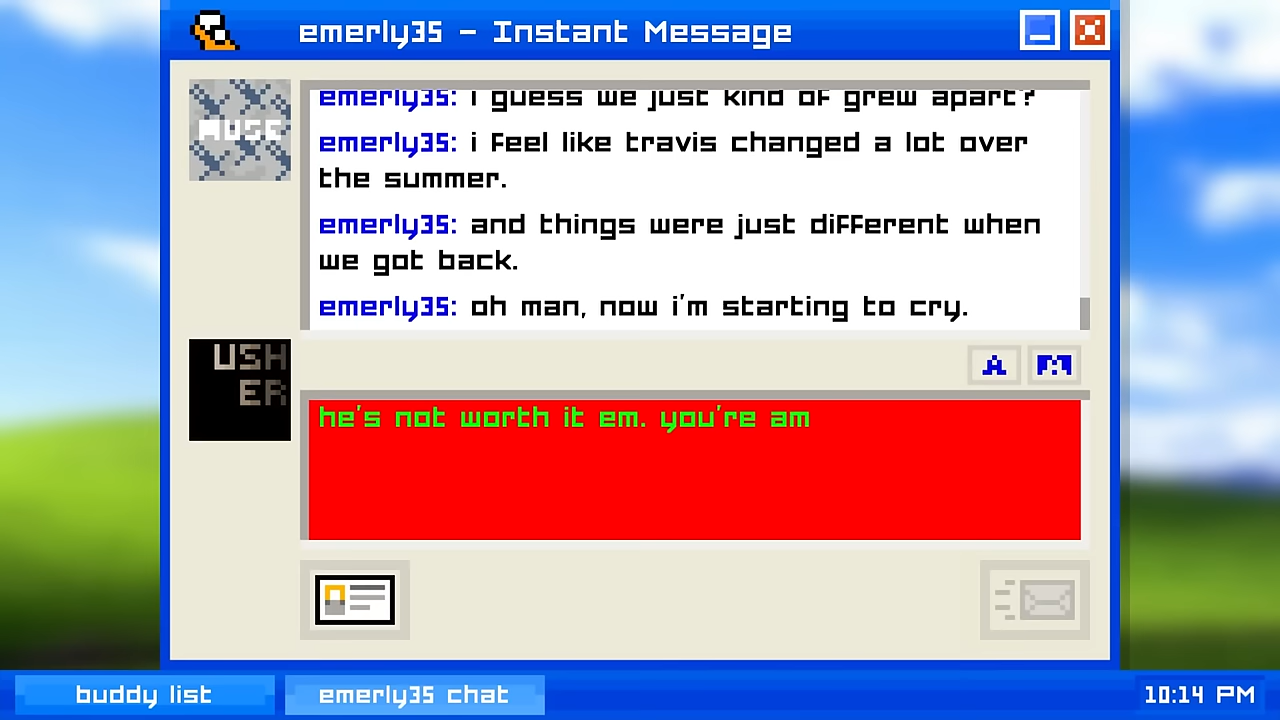 emerly35 - Instant Message
emerly35: i guess we just kind of grew apart?
MUSE
emerly35: i feel like travis changed a lot over
the summer.
emerly35: and things were just different when
we got back.
emerly35: oh man, now i'm starting to cry.
USH
ER
A
he's not worth it em. you're am
buddy list
emerly35 chat
10:14 PM